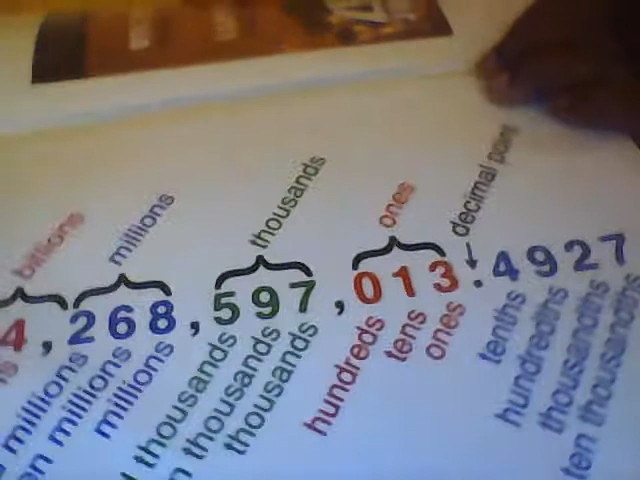 billions
millions
thousands
ones
decimal point
4,268,597,013.4927
millions
millions
millions
thousands
thousands
thousands
hundreds
tens
ones
tenths
hundredths
thousandths
ten thousandths